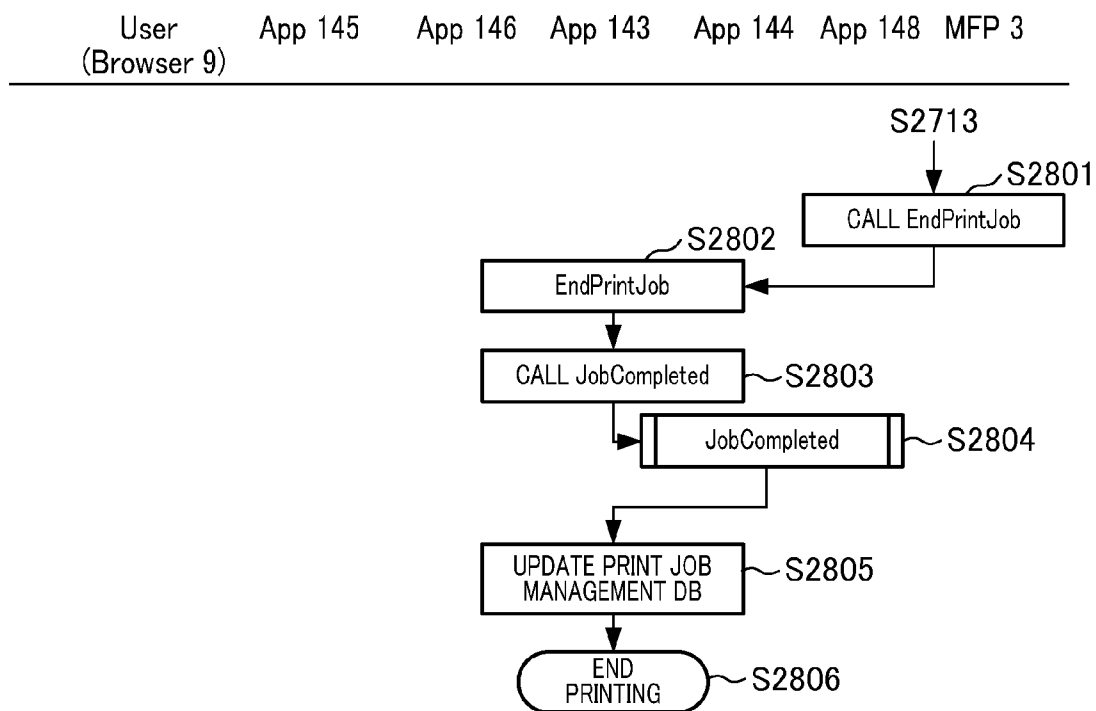 User App 145 App 146 App 143 App 144 App 148 MFP 3
(Browser 9)
S2713
S2801
CALL EndPrintJob
S2802
EndPrintJob
CALL JobCompleted S2803
JobCompleted S2804
UPDATE PRINT JOB
MANAGEMENT DB S2805
END
PRINTING S2806